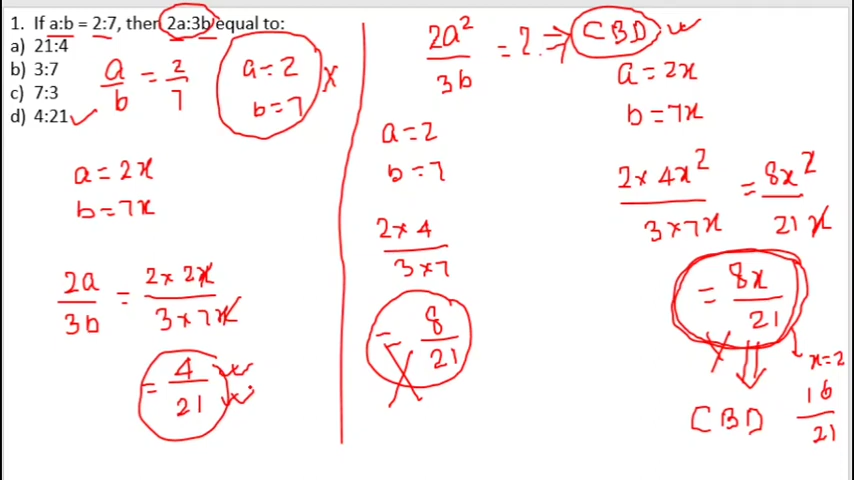 1. If a:b = 2:7, then 2a:3b equal to:
a) 21:4
b) 3:7
c) 7:3
d) 4:21
a/b = 2/7
a = 2
b = 7
a = 2x
b = 7x
2a/3b = 2 × 2x / 3 × 7x
= 4/21
2a²/3b = ? ⇒ CBD
a = 2
b = 7
2 × 4 / 3 × 7
= 8/21
a = 2x
b = 7x
2 × 4x² / 3 × 7x = 8x² / 21x
= 8x/21
x = 2
CBD
16/21